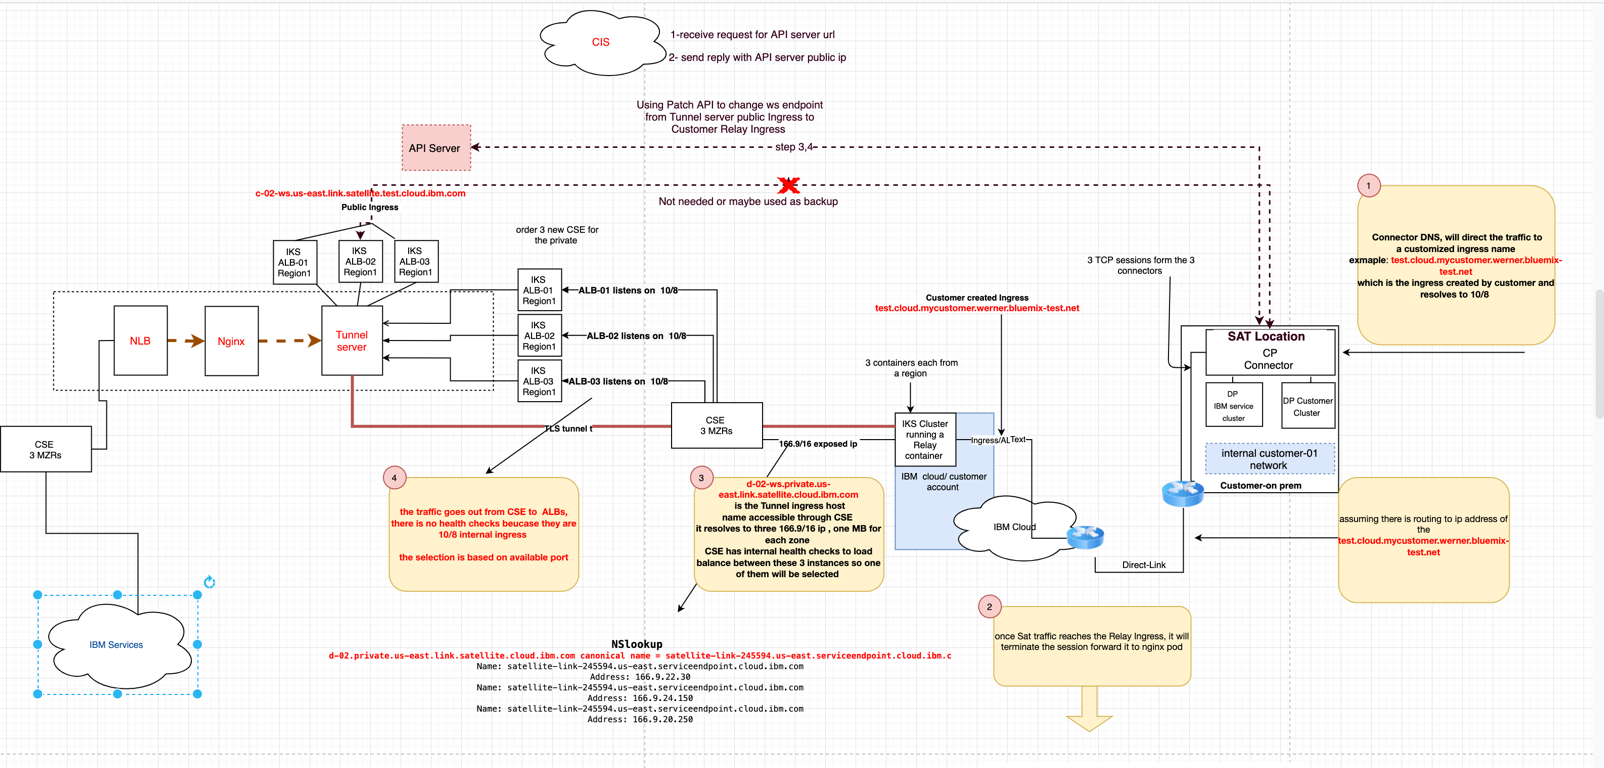 CIS
1-receive request for API server url
2- send reply with API server public ip
Using Patch API to change ws endpoint
from Tunnel server public Ingress to
Customer Relay Ingress
API Server
step 3,4
c-02-ws.us-east.link.satellite.test.cloud.ibm.com
Public Ingress
Not needed or maybe used as backup
IKS
ALB-01
Region1
IKS
ALB-02
Region1
IKS
ALB-03
Region1
order 3 new CSE for
the private
IKS
ALB-01
Region1
ALB-01 listens on 10/8
IKS
ALB-02
Region1
ALB-02 listens on 10/8
IKS
ALB-03
Region1
ALB-03 listens on 10/8
NLB
Nginx
Tunnel
server
CSE
3 MZRs
TLS tunnel t
CSE
3 MZRs
166.9/16 exposed ip
3 containers each from
a region
Customer created Ingress
test.cloud.mycustomer.werner.bluemix-test.net
IKS Cluster
running a
Relay
container
Ingress/AL
Text
IBM cloud/ customer
account
IBM Cloud
Direct-Link
3 TCP sessions form the 3
connectors
SAT Location
CP
Connector
DP
IBM service
cluster
DP Customer
Cluster
internal customer-01
network
Customer-on prem
1
Connector DNS, will direct the traffic to
a customized ingress name
exmaple: test.cloud.mycustomer.werner.bluemix-
test.net
which is the ingress created by customer and
resolves to 10/8
assuming there is routing to ip address of
the
test.cloud.mycustomer.werner.bluemix-
test.net
2
once Sat traffic reaches the Relay Ingress, it will
terminate the session forward it to nginx pod
3
d-02-ws.private.us-
east.link.satellite.cloud.ibm.com
is the Tunnel ingress host
name accessible through CSE
it resolves to three 166.9/16 ip , one MB for
each zone
CSE has internal health checks to load
balance between these 3 instances so one
of them will be selected
4
the traffic goes out from CSE to ALBs,
there is no health checks beucase they are
10/8 internal ingress
the selection is based on available port
IBM Services
NSlookup
d-02.private.us-east.link.satellite.cloud.ibm.com canonical name = satellite-link-245594.us-east.serviceendpoint.cloud.ibm.c
Name: satellite-link-245594.us-east.serviceendpoint.cloud.ibm.com
Address: 166.9.22.30
Name: satellite-link-245594.us-east.serviceendpoint.cloud.ibm.com
Address: 166.9.24.150
Name: satellite-link-245594.us-east.serviceendpoint.cloud.ibm.com
Address: 166.9.20.250